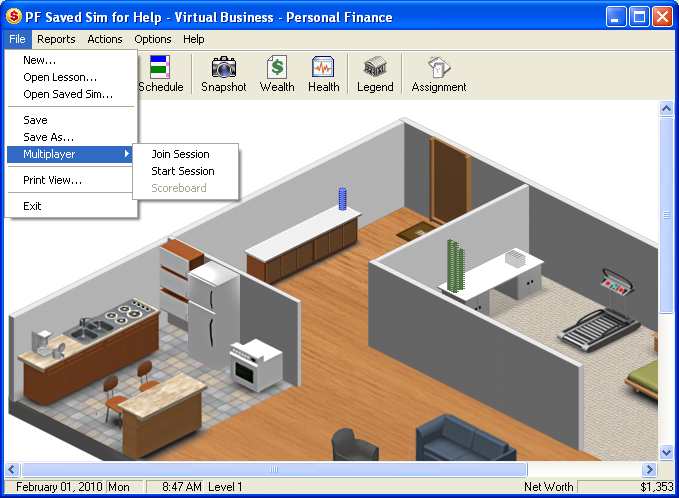 PF Saved Sim for Help - Virtual Business - Personal Finance
File Reports Actions Options Help
New...
Open Lesson...
Open Saved Sim...
Save
Save As...
Multiplayer
Print View...
Exit
Join Session
Start Session
Scoreboard
Schedule Snapshot Wealth Health Legend Assignment
February 01, 2010 Mon 8:47 AM Level 1 Net Worth $1,353